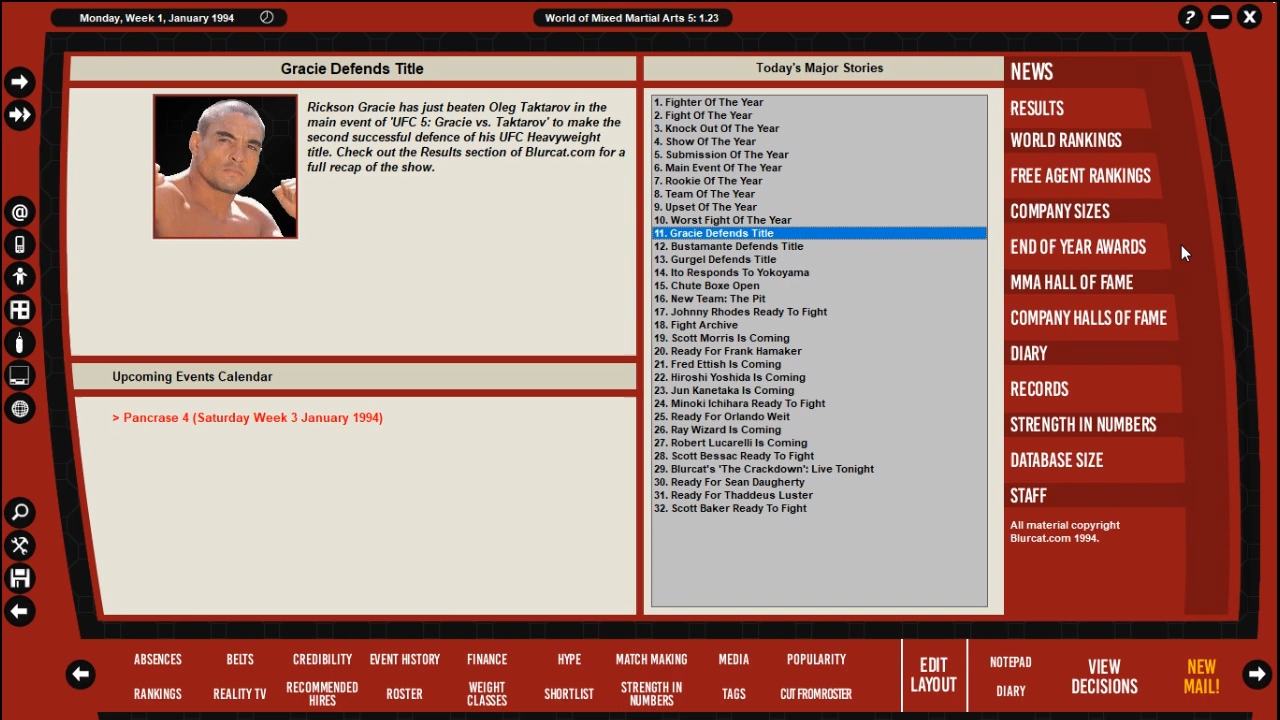 Monday, Week 1, January 1994
World of Mixed Martial Arts 5: 1.23
?
X
Gracie Defends Title
Rickson Gracie has just beaten Oleg Taktarov in the
main event of 'UFC 5: Gracie vs. Taktarov' to make the
second successful defence of his UFC Heavyweight
title. Check out the Results section of Blurcat.com for a
full recap of the show.
Upcoming Events Calendar
> Pancrase 4 (Saturday Week 3 January 1994)
Today's Major Stories
1. Fighter Of The Year
2. Fight Of The Year
3. Knock Out Of The Year
4. Show Of The Year
5. Submission Of The Year
6. Main Event Of The Year
7. Rookie Of The Year
8. Team Of The Year
9. Upset Of The Year
10. Worst Fight Of The Year
11. Gracie Defends Title
12. Bustamante Defends Title
13. Gurgel Defends Title
14. Ito Responds To Yokoyama
15. Chute Boxe Open
16. New Team: The Pit
17. Johnny Rhodes Ready To Fight
18. Fight Archive
19. Scott Morris Is Coming
20. Ready For Frank Hamaker
21. Fred Ettish Is Coming
22. Hiroshi Yoshida Is Coming
23. Jun Kanetaka Is Coming
24. Minoki Ichihara Ready To Fight
25. Ready For Orlando Weit
26. Ray Wizard Is Coming
27. Robert Lucarelli Is Coming
28. Scott Bessac Ready To Fight
29. Blurcat's 'The Crackdown': Live Tonight
30. Ready For Sean Daugherty
31. Ready For Thaddeus Luster
32. Scott Baker Ready To Fight
NEWS
RESULTS
WORLD RANKINGS
FREE AGENT RANKINGS
COMPANY SIZES
END OF YEAR AWARDS
MMA HALL OF FAME
COMPANY HALLS OF FAME
DIARY
RECORDS
STRENGTH IN NUMBERS
DATABASE SIZE
STAFF
All material copyright
Blurcat.com 1994.
@
ABSENCES BELTS CREDIBILITY EVENT HISTORY FINANCE HYPE MATCH MAKING MEDIA POPULARITY
RANKINGS REALITY TV RECOMMENDED HIRES ROSTER WEIGHT CLASSES SHORTLIST STRENGTH IN NUMBERS TAGS CUT FROM ROSTER
EDIT
LAYOUT
NOTEPAD
DIARY
VIEW
DECISIONS
NEW
MAIL!